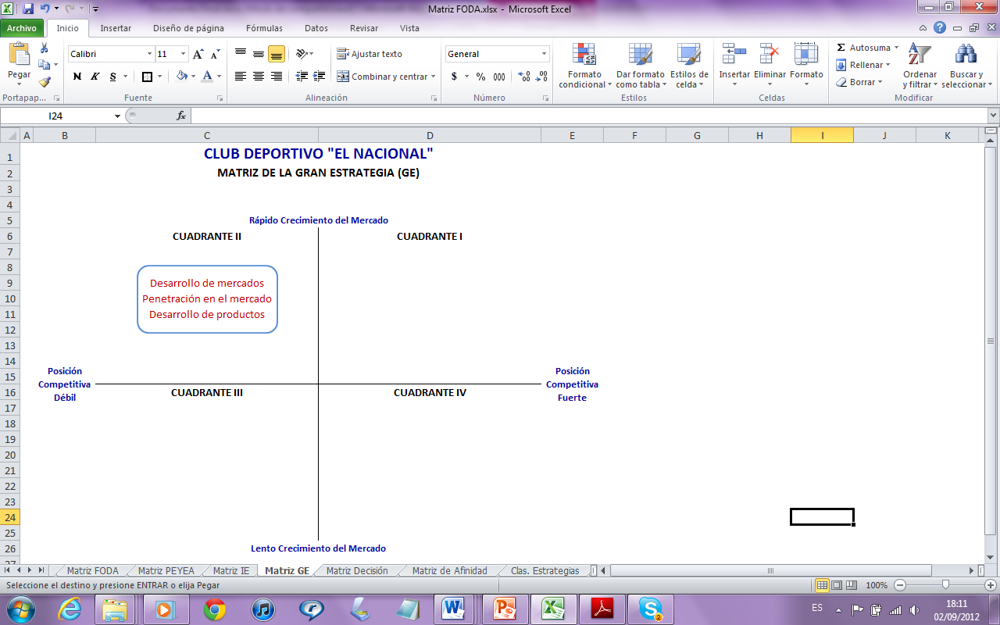 Matriz FODA.xlsx - Microsoft Excel
Archivo Inicio Insertar Diseño de página Fórmulas Datos Revisar Vista
Pegar
Calibri 11
N K S
Ajustar texto
Combinar y centrar
General
$ % 000
Formato condicional
Dar formato como tabla
Estilos de celda
Insertar Eliminar Formato
Autosuma
Rellenar
Borrar
Ordenar y filtrar
Buscar y seleccionar
Portapap... Fuente Alineación Número Estilos Celdas Modificar
I24 fx
A B C D E F G H I J K
1 CLUB DEPORTIVO "EL NACIONAL"
2 MATRIZ DE LA GRAN ESTRATEGIA (GE)
3
4
5 Rápido Crecimiento del Mercado
6 CUADRANTE II CUADRANTE I
7
8
9 Desarrollo de mercados
10 Penetración en el mercado
11 Desarrollo de productos
12
13
14
15 Posición Competitiva Débil Posición Competitiva Fuerte
16 CUADRANTE III CUADRANTE IV
17
18
19
20
21
22
23
24
25
26 Lento Crecimiento del Mercado
27
Matriz FODA Matriz PEYEA Matriz IE Matriz GE Matriz Decisión Matriz de Afinidad Clas. Estrategias
Seleccione el destino y presione ENTRAR o elija Pegar 100%
ES 18:11
02/09/2012